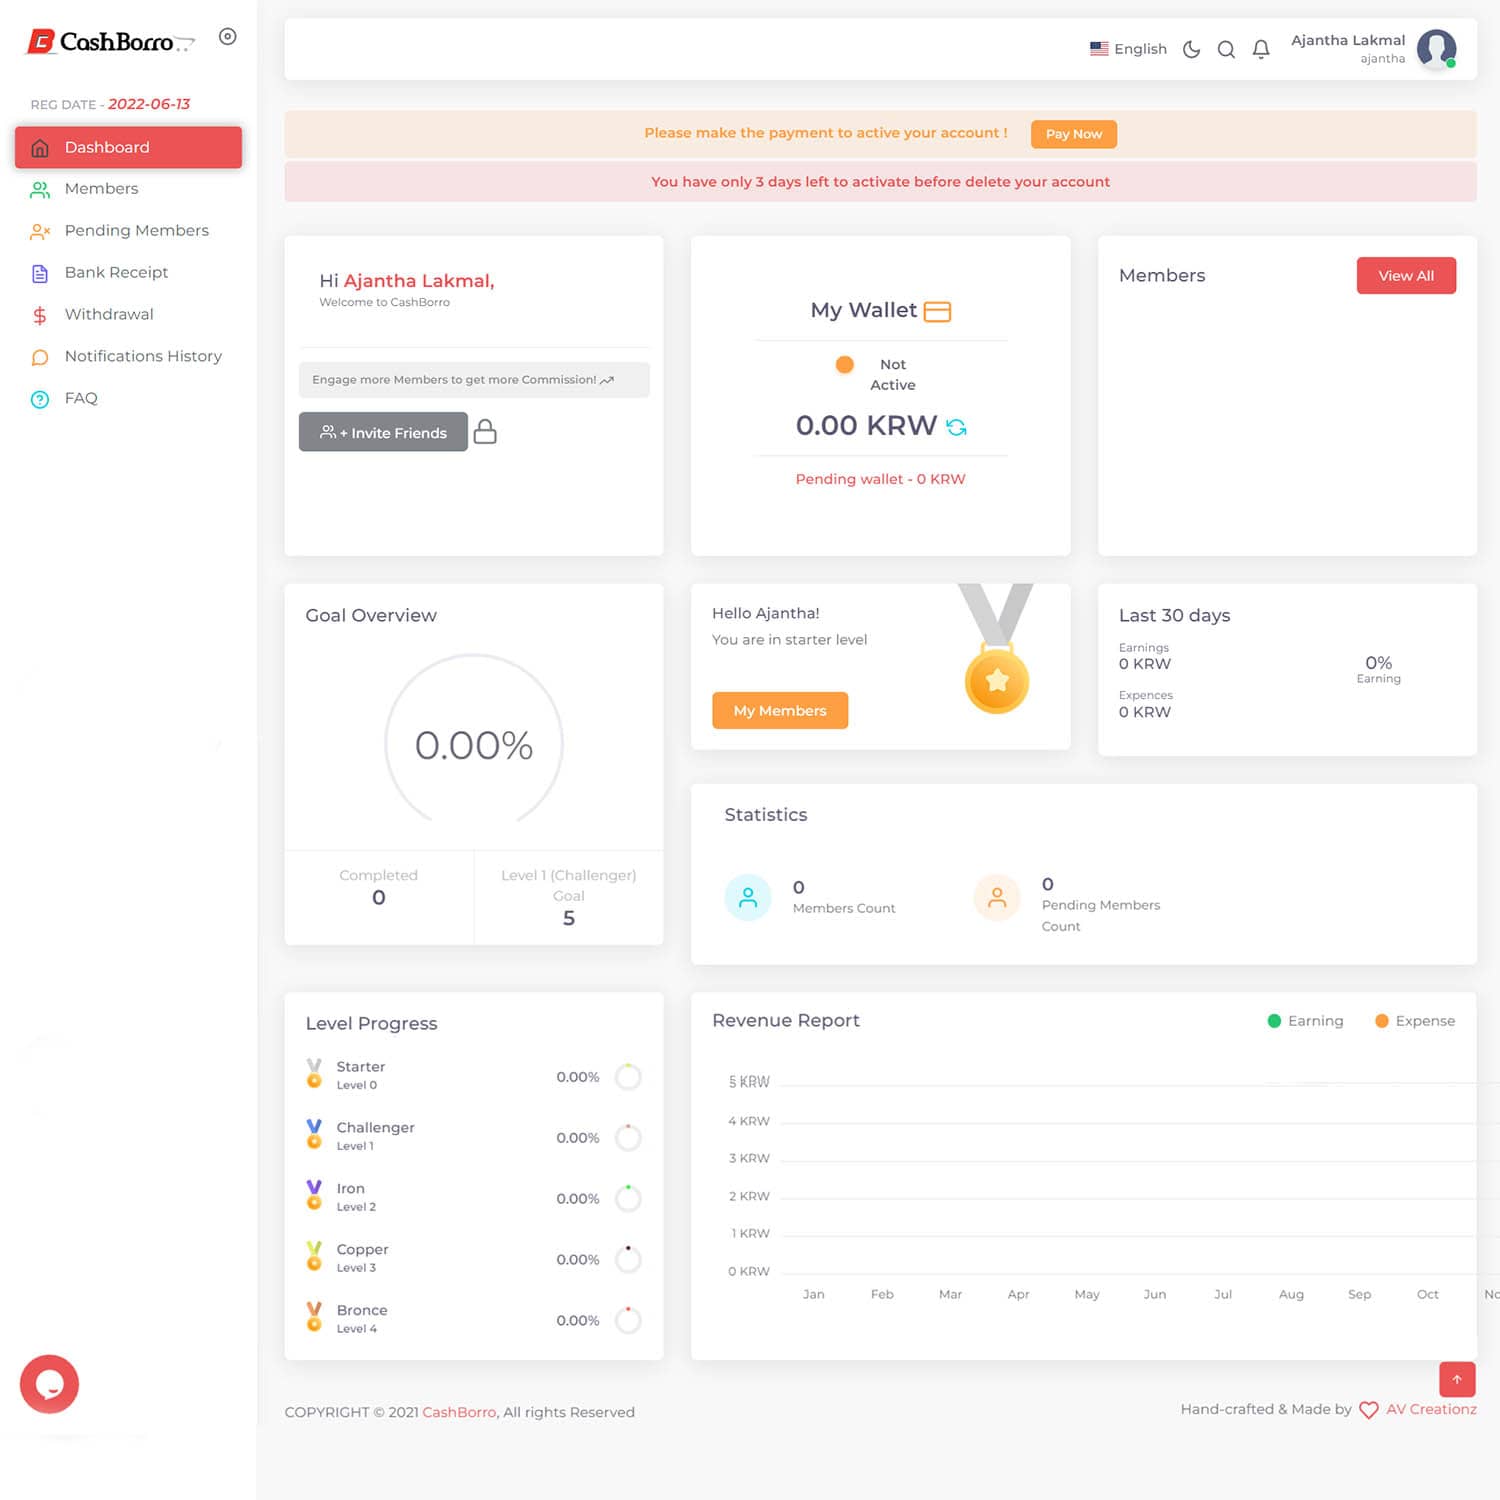 CashBorro
English
Ajantha Lakmal
ajantha
REG DATE - 2022-06-13
Dashboard
Members
Pending Members
Bank Receipt
Withdrawal
Notifications History
FAQ
Please make the payment to active your account ! Pay Now
You have only 3 days left to activate before delete your account
Hi Ajantha Lakmal,
Welcome to CashBorro
Engage more Members to get more Commission!
+ Invite Friends
My Wallet
Not
Active
0.00 KRW
Pending wallet - 0 KRW
Members
View All
Goal Overview
0.00%
Completed
0
Level 1 (Challenger)
Goal
5
Hello Ajantha!
You are in starter level
My Members
Last 30 days
Earnings
0 KRW
Expences
0 KRW
0%
Earning
Statistics
0
Members Count
0
Pending Members
Count
Level Progress
Starter
Level 0
0.00%
Challenger
Level 1
0.00%
Iron
Level 2
0.00%
Copper
Level 3
0.00%
Bronce
Level 4
0.00%
Revenue Report
Earning Expense
5 KRW
4 KRW
3 KRW
2 KRW
1 KRW
0 KRW
Jan Feb Mar Apr May Jun Jul Aug Sep Oct No
COPYRIGHT © 2021 CashBorro, All rights Reserved
Hand-crafted & Made by AV Creationz